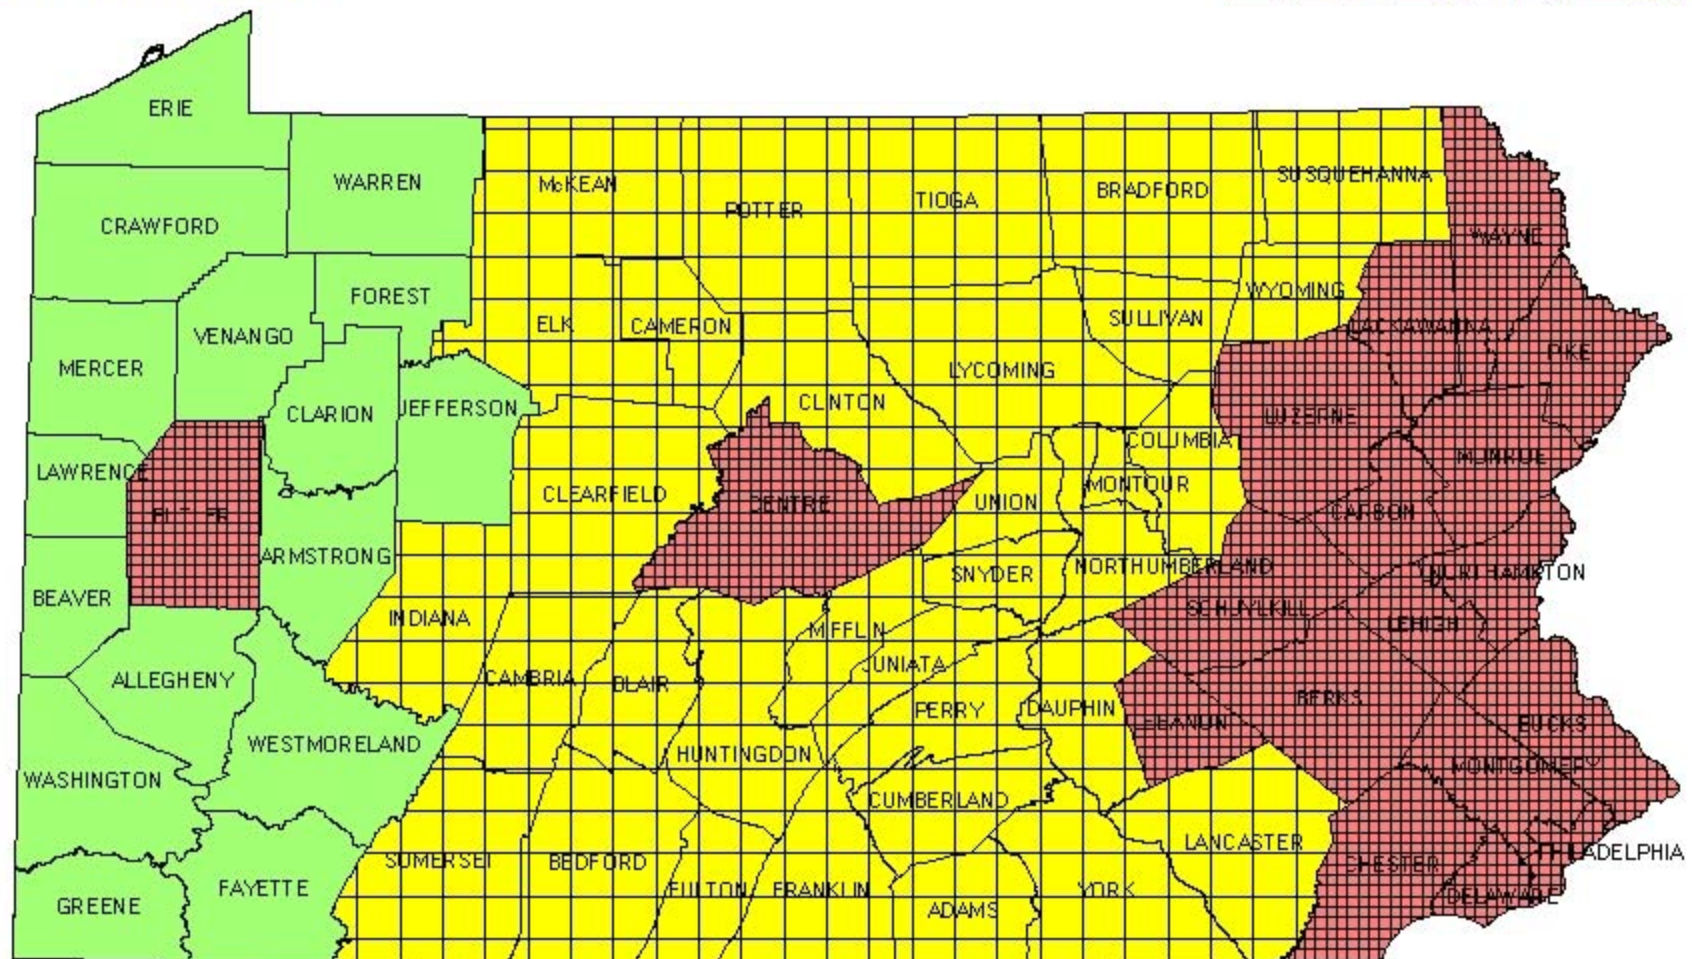 ERIE
WARREN
McKEAN
POTTER
TIOGA
BRADFORD
SUSQUEHANNA
CRAWFORD
WAYNE
FOREST
WYOMING
VENANGO
ELK
CAMERON
SULLIVAN
LACKAWANNA
PIKE
MERCER
LYCOMING
CLARION
JEFFERSON
CLINTON
LUZERNE
COLUMBIA
LAWRENCE
MONROE
CLEARFIELD
CENTRE
UNION
MONTOUR
CARBON
BUTLER
ARMSTRONG
SNYDER
NORTHUMBERLAND
NORTHAMPTON
BEAVER
INDIANA
MIFFLIN
SCHUYLKILL
LEHIGH
ALLEGHENY
CAMBRIA
BLAIR
JUNIATA
PERRY
DAUPHIN
BERKS
LEBANON
BUCKS
WESTMORELAND
HUNTINGDON
WASHINGTON
MONTGOMERY
CUMBERLAND
LANCASTER
PHILADELPHIA
SOMERSET
BEDFORD
CHESTER
GREENE
FAYETTE
FULTON
FRANKLIN
ADAMS
YORK
DELAWARE